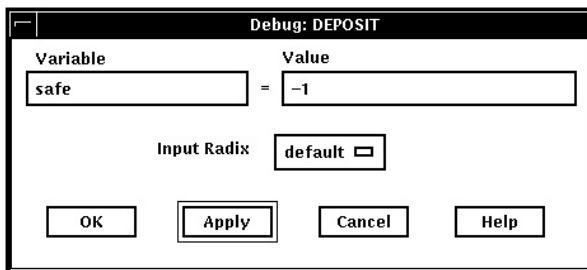 Debug: DEPOSIT
Variable Value
safe = -1
Input Radix default
OK Apply Cancel Help